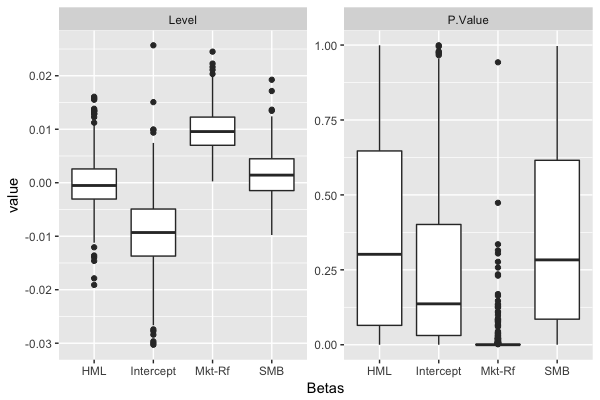 Level
P.Value
value
0.02
0.01
0.00
-0.01
-0.02
-0.03
1.00
0.75
0.50
0.25
0.00
HML Intercept Mkt-Rf SMB
HML Intercept Mkt-Rf SMB
Betas